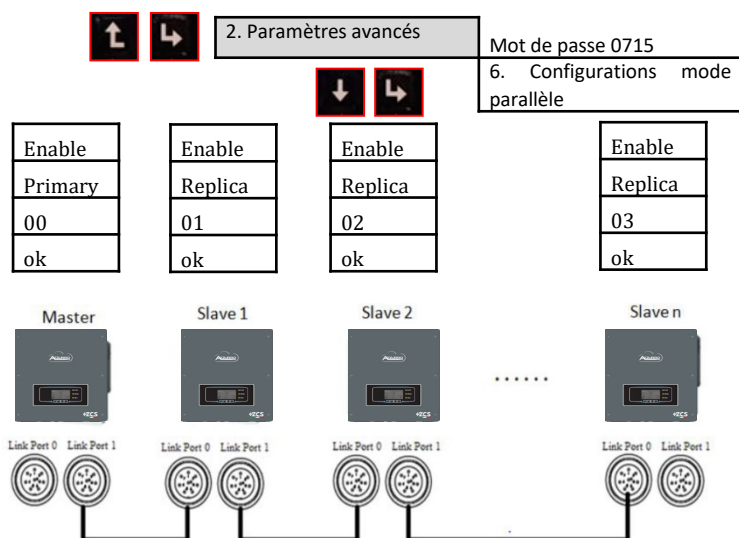 2. Paramètres avancés
Mot de passe 0715
6. Configurations mode
parallèle
Enable Enable Enable Enable
Primary Replica Replica Replica
00 01 02 03
ok ok ok ok
Master Slave 1 Slave 2 Slave n
......
Link Port 0 Link Port 1 Link Port 0 Link Port 1 Link Port 0 Link Port 1 Link Port 0 Link Port 1